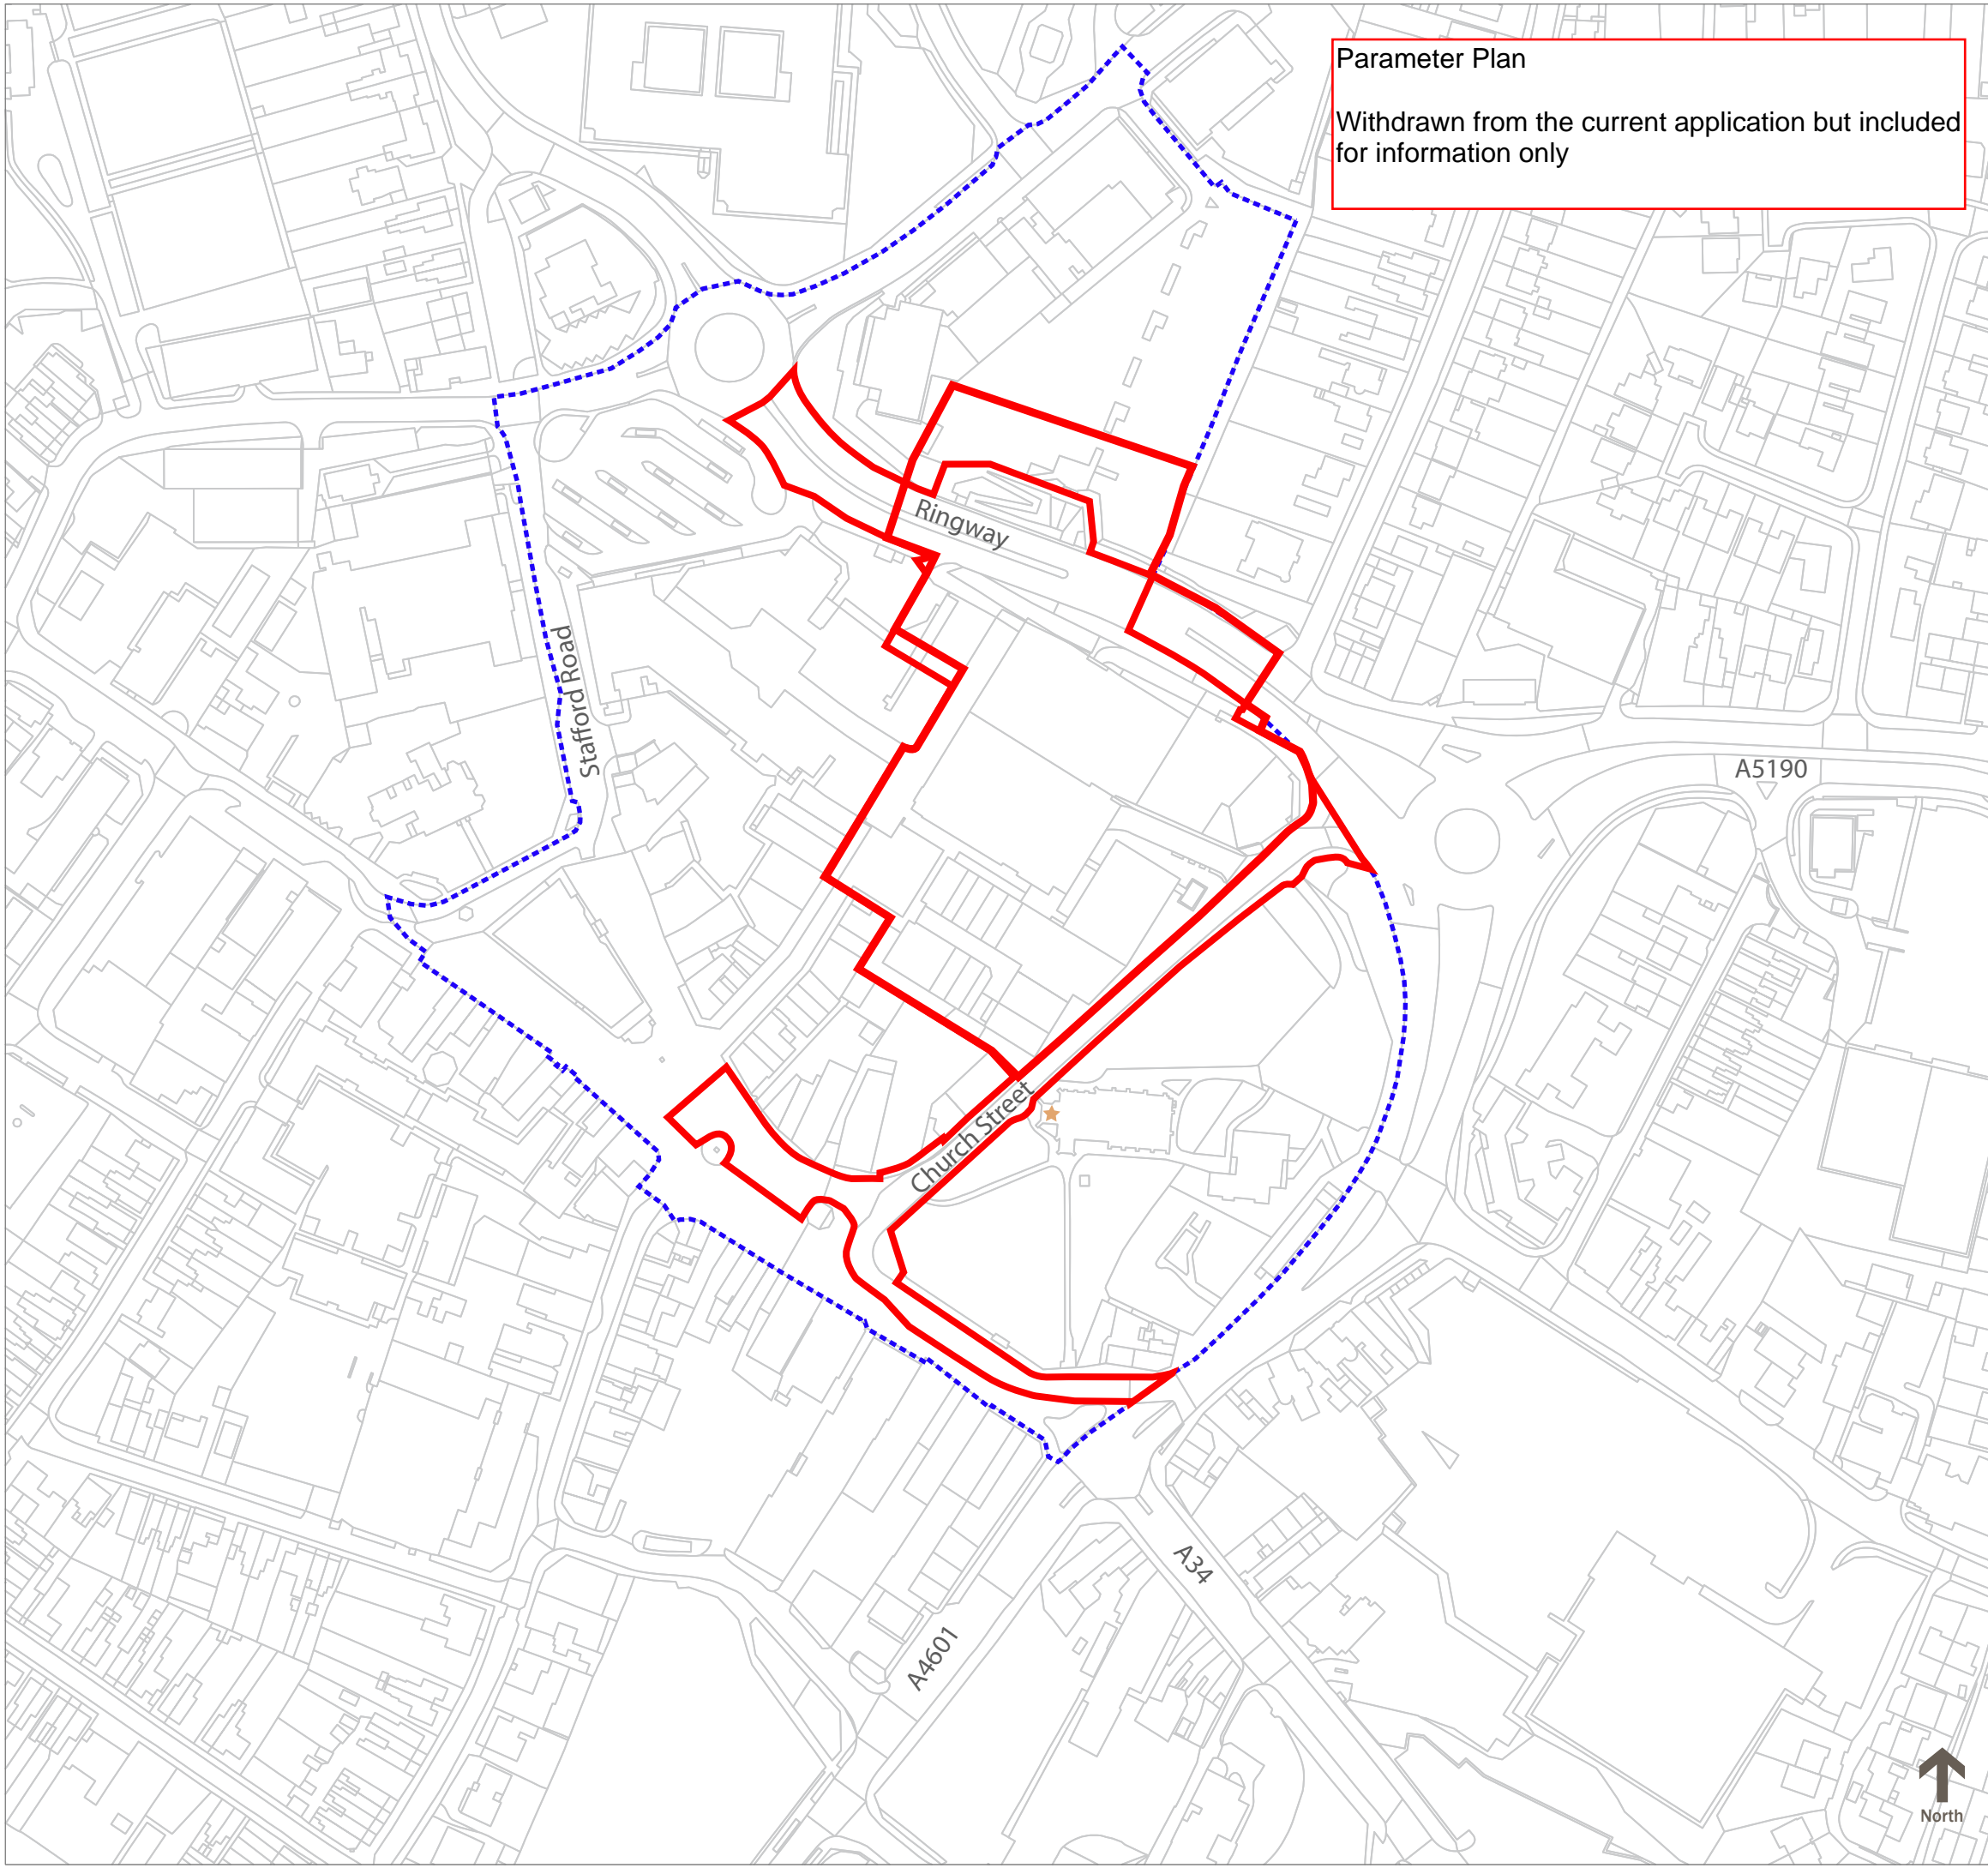 Parameter Plan
Withdrawn from the current application but included
for information only
Ringway
Stafford Road
A5190
Church Street
A34
A4601
North